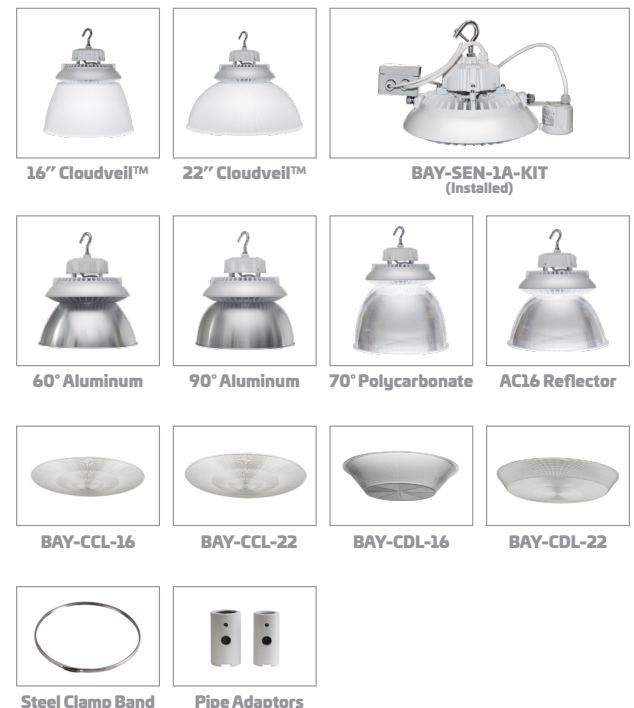 16″ Cloudveil™
22″ Cloudveil™
BAY-SEN-1A-KIT
(Installed)
60° Aluminum
90° Aluminum
70° Polycarbonate
AC16 Reflector
BAY-CCL-16
BAY-CCL-22
BAY-CDL-16
BAY-CDL-22
Steel Clamp Band
Pipe Adaptors